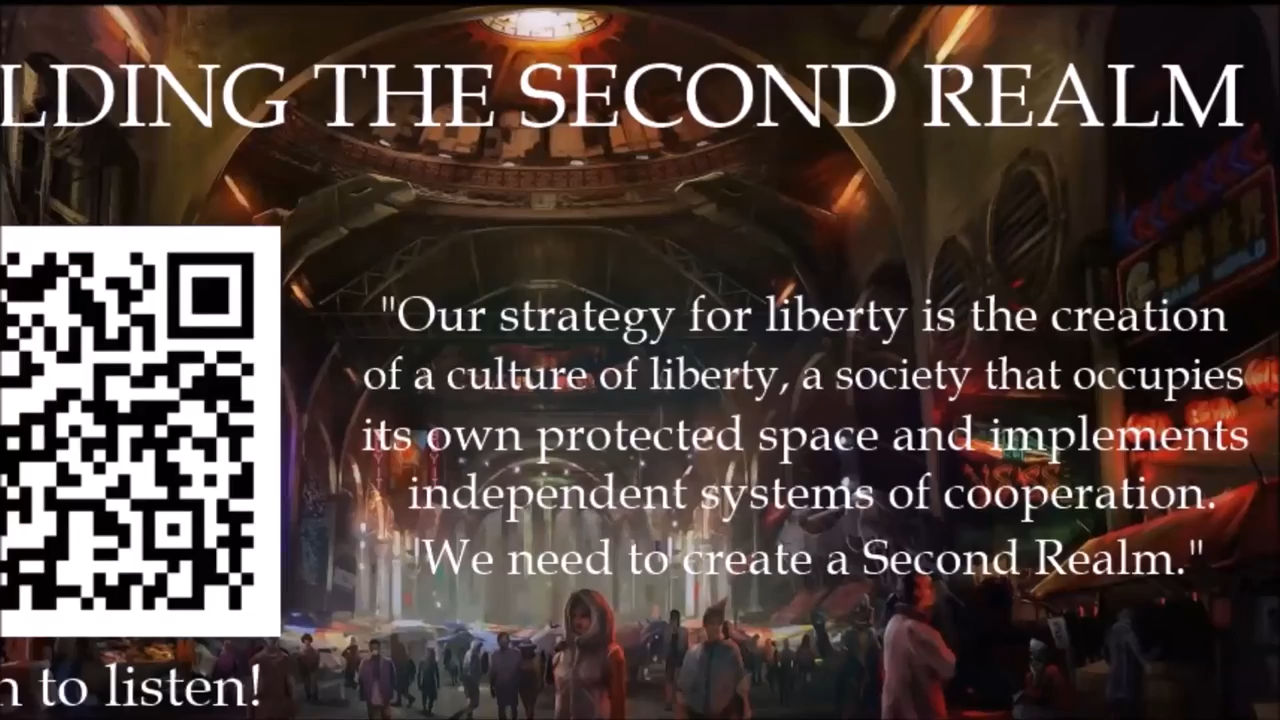 LDING THE SECOND REALM
"Our strategy for liberty is the creation
of a culture of liberty, a society that occupies
its own protected space and implements
independent systems of cooperation.
'We need to create a Second Realm."
n to listen!